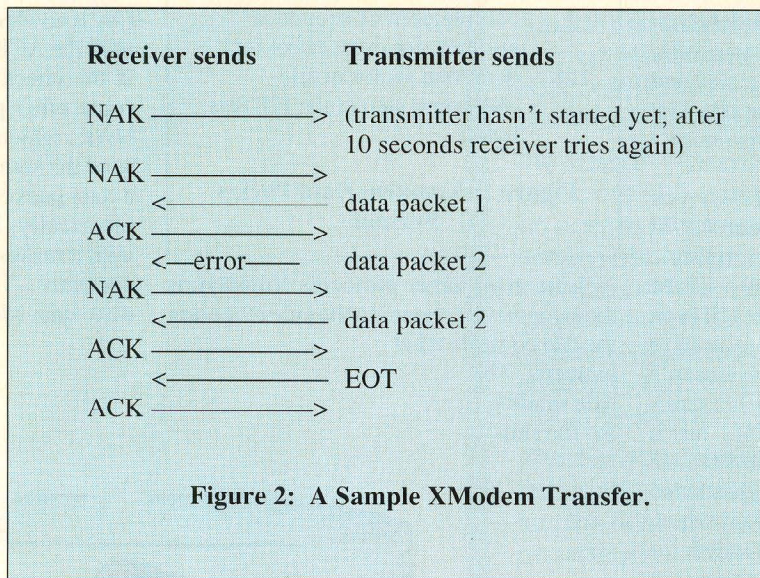 Receiver sends Transmitter sends
NAK (transmitter hasn't started yet; after
10 seconds receiver tries again)
NAK
data packet 1
ACK
error data packet 2
NAK
data packet 2
ACK
EOT
ACK
Figure 2: A Sample XModem Transfer.